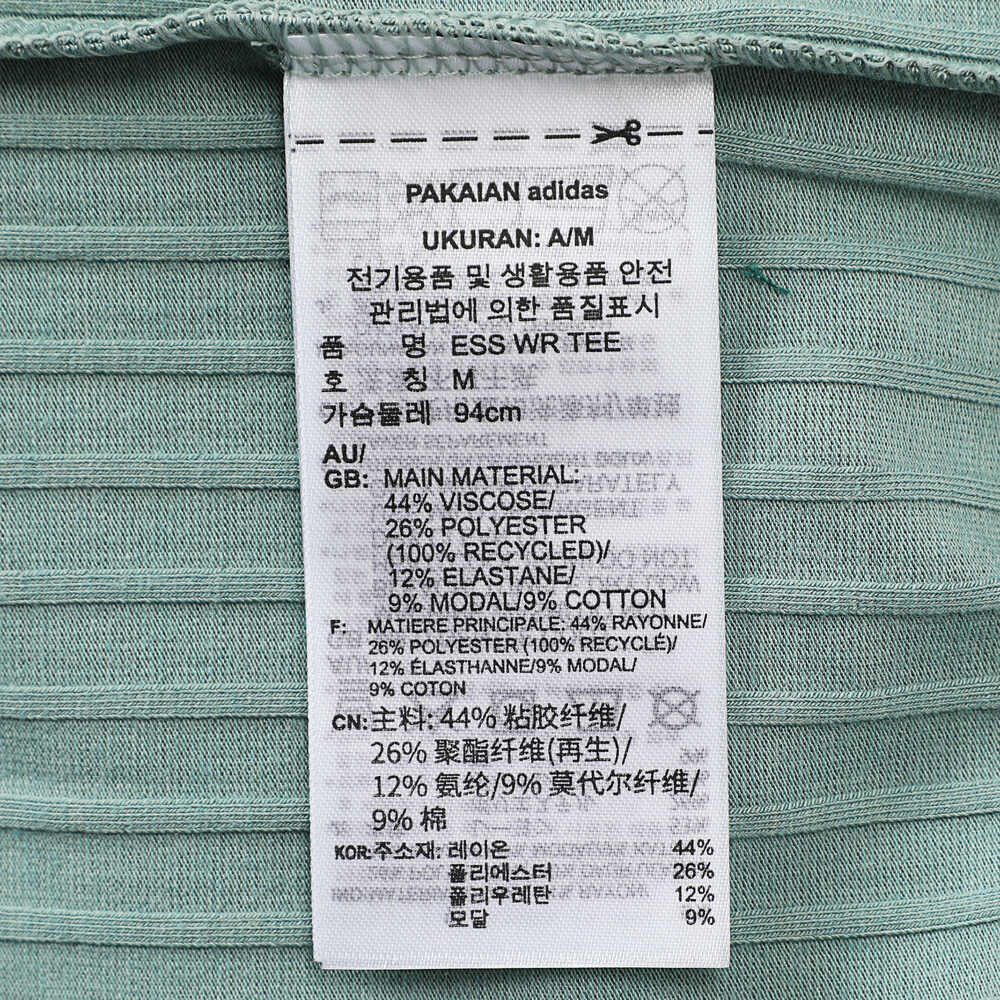 PAKAIAN adidas
UKURAN: A/M
전기용품 및 생활용품 안전
관리법에 의한 품질표시
품 명 ESS WR TEE
호 칭 M
가슴둘레 94cm
AU/
GB: MAIN MATERIAL:
44% VISCOSE/
26% POLYESTER
(100% RECYCLED)/
12% ELASTANE/
9% MODAL/9% COTTON
F: MATIERE PRINCIPALE: 44% RAYONNE/
26% POLYESTER (100% RECYCLÉ)/
12% ÉLASTHANNE/9% MODAL/
9% COTON
CN: 主料: 44% 粘胶纤维/
26% 聚酯纤维(再生)/
12% 氨纶/9% 莫代尔纤维/
9% 棉
KOR: 주소재: 레이온 44%
폴리에스터 26%
폴리우레탄 12%
모달 9%